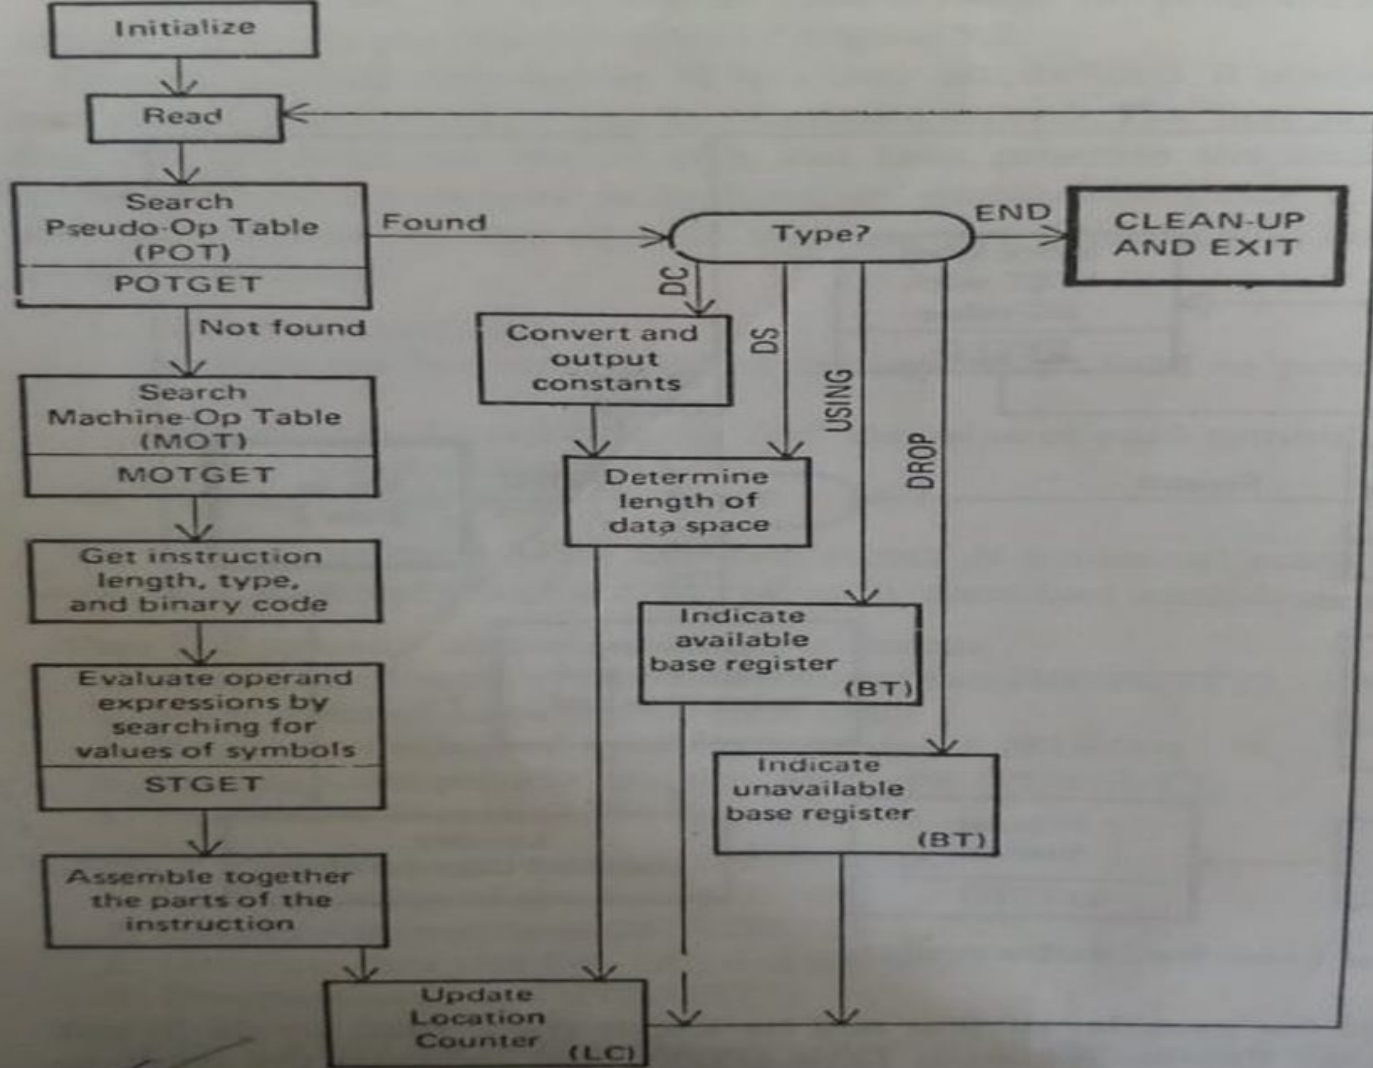 Initialize
Read
Search
Pseudo-Op Table
(POT)
POTGET
Found
Type?
END
CLEAN-UP
AND EXIT
Not found
DC
DS
USING
DROP
Convert and
output
constants
Search
Machine-Op Table
(MOT)
MOTGET
Determine
length of
data space
Get instruction
length, type,
and binary code
Indicate
available
base register
(BT)
Evaluate operand
expressions by
searching for
values of symbols
STGET
Indicate
unavailable
base register
(BT)
Assemble together
the parts of the
instruction
Update
Location
Counter
(LC)